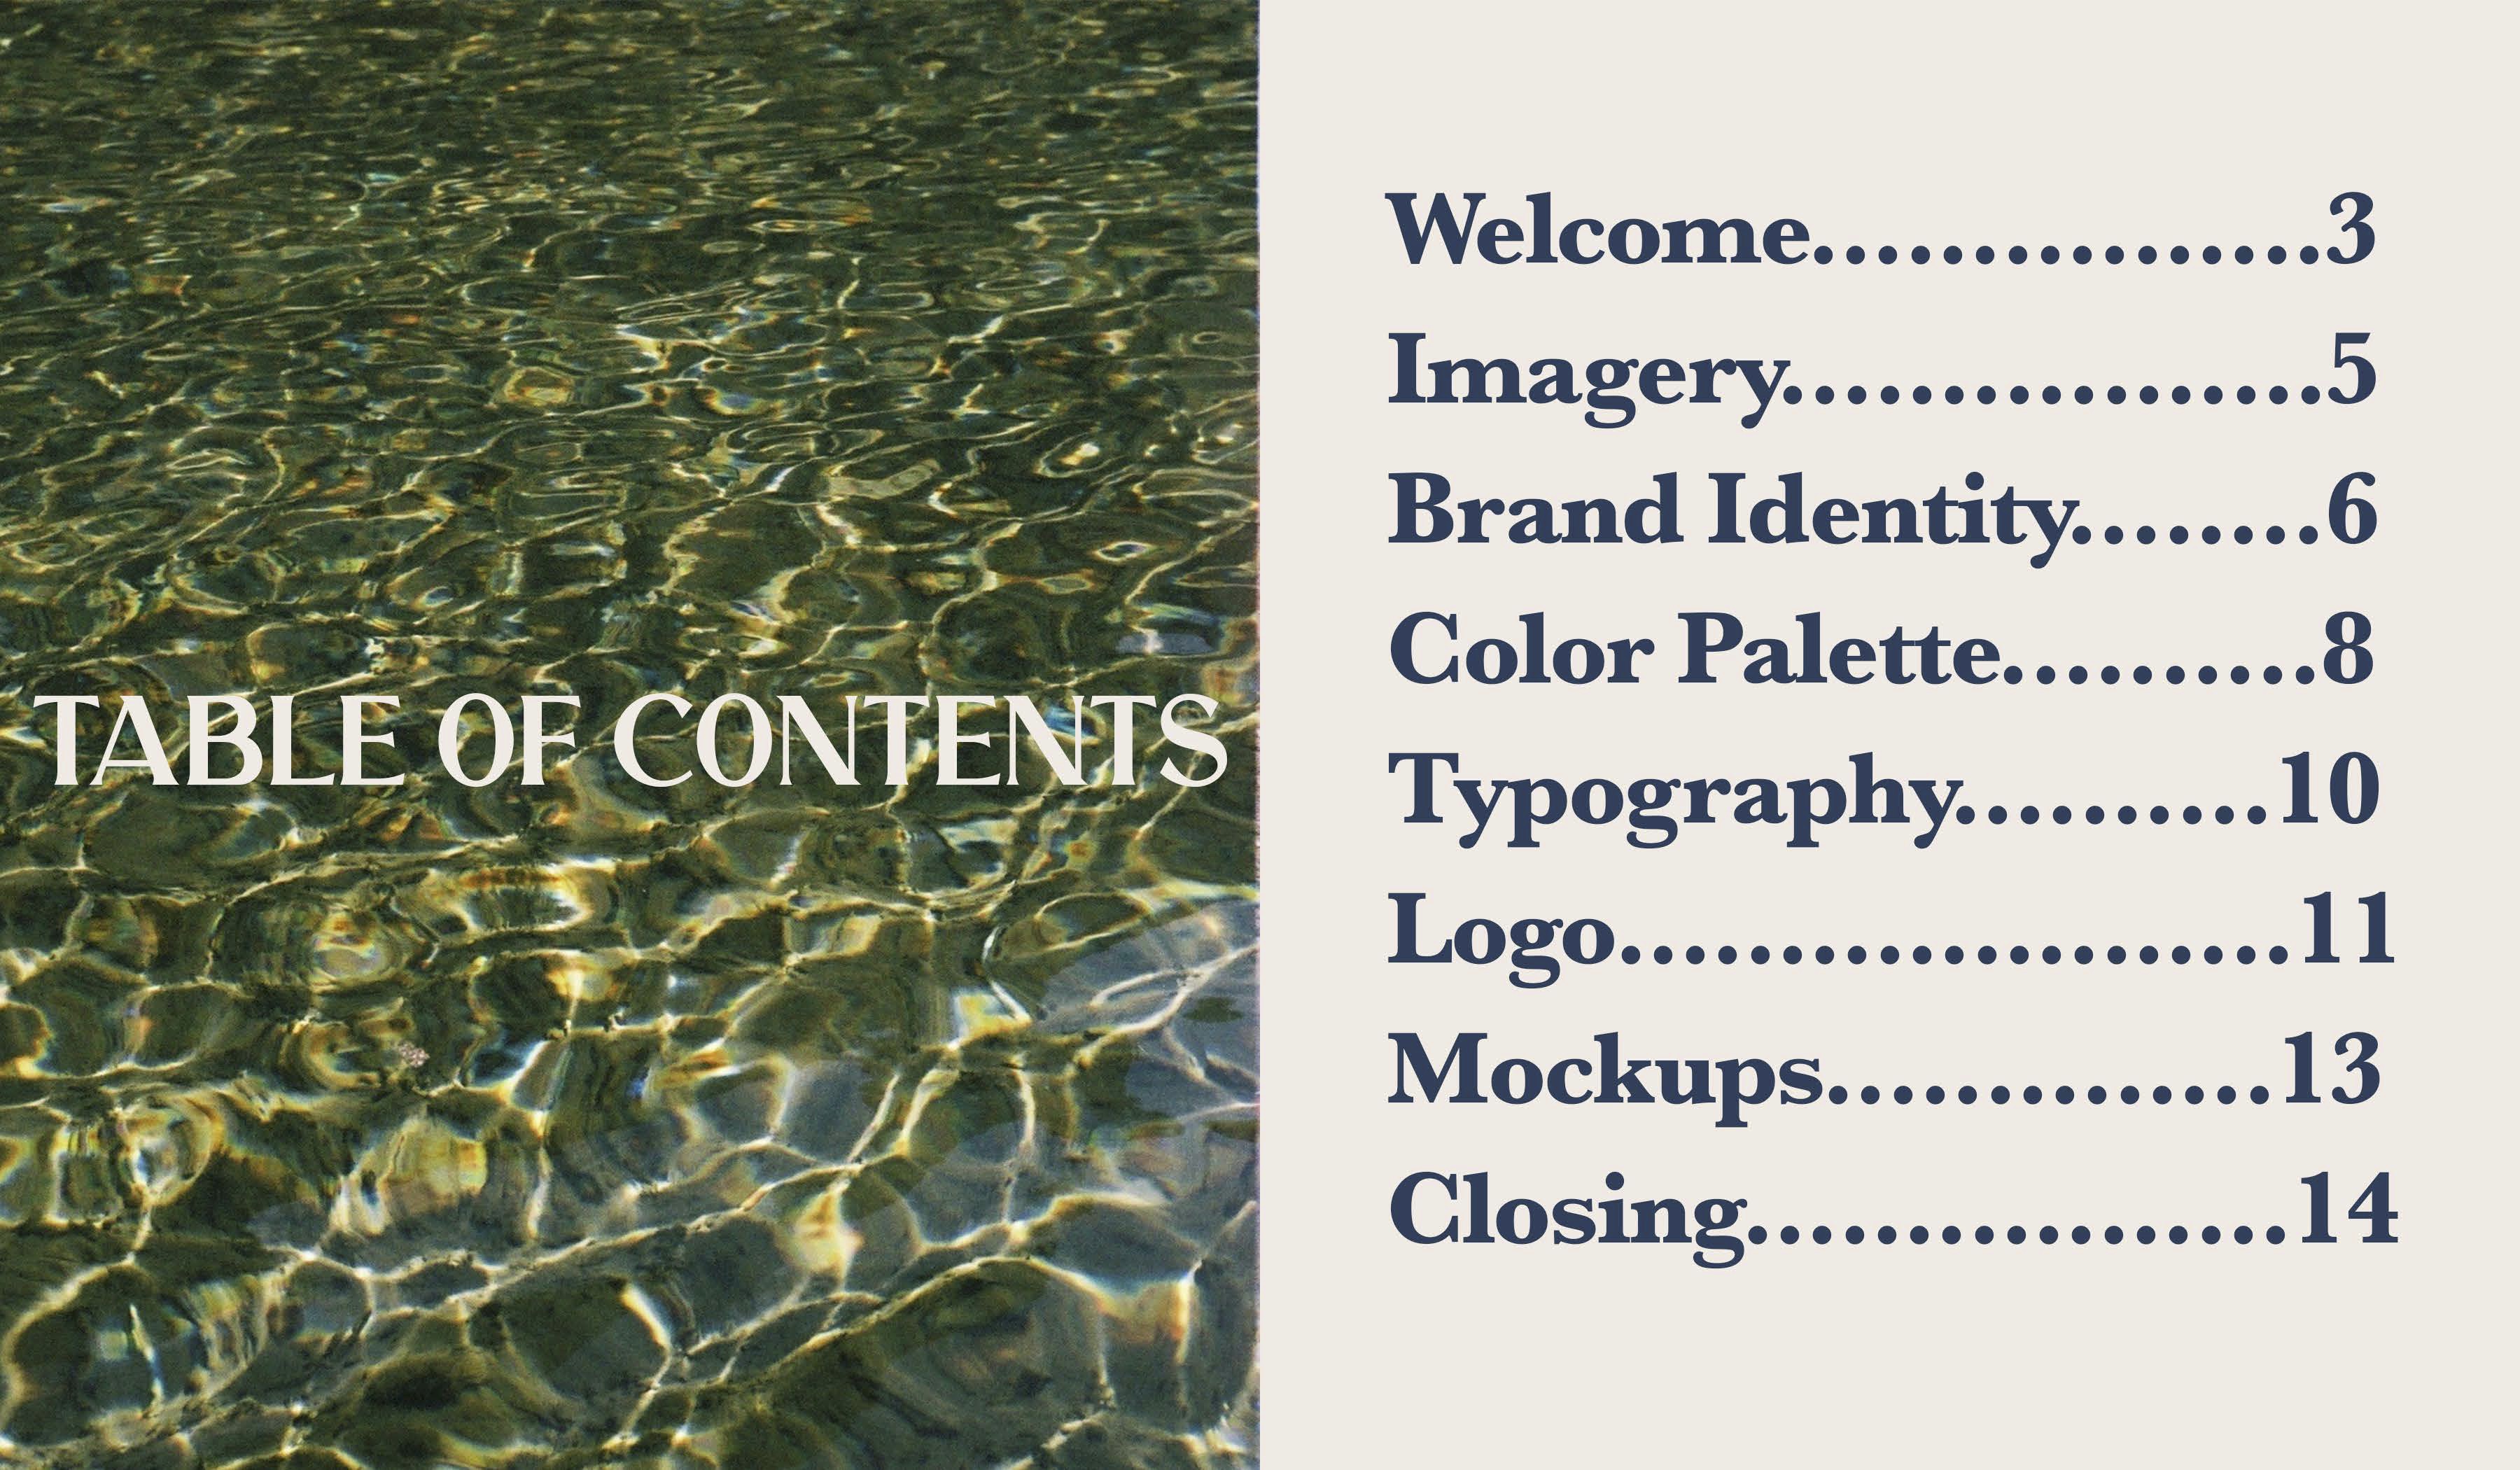 TABLE OF CONTENTS
Welcome................3
Imagery.................5
Brand Identity........6
Color Palette..........8
Typography..........10
Logo.....................11
Mockups..............13
Closing.................14